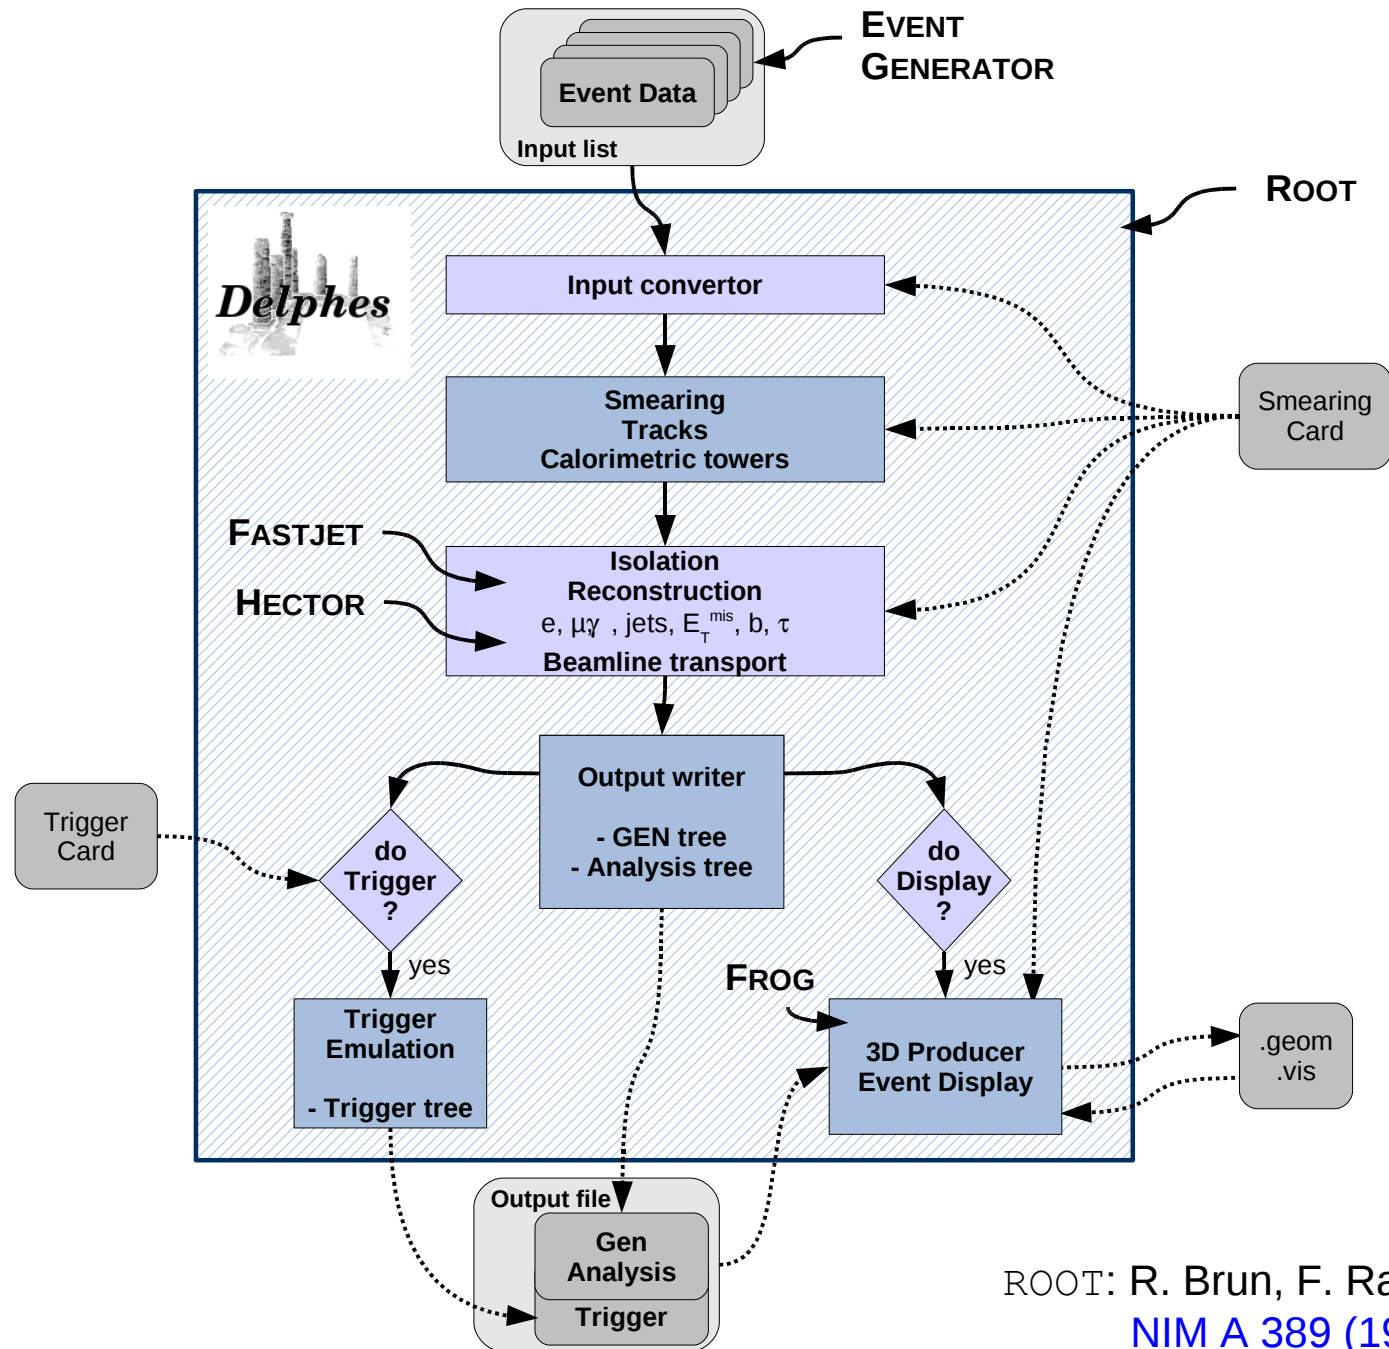 EVENT
GENERATOR
Event Data
Input list
ROOT
Delphes
Input convertor
Smearing
Tracks
Calorimetric towers
Smearing
Card
FASTJET
HECTOR
Isolation
Reconstruction
e, μ,γ , jets, E_T^mis, b, τ
Beamline transport
Output writer
- GEN tree
- Analysis tree
Trigger
Card
do
Trigger
?
do
Display
?
yes
yes
FROG
Trigger
Emulation
- Trigger tree
3D Producer
Event Display
.geom
.vis
Output file
Gen
Analysis
Trigger
ROOT: R. Brun, F. Ra
NIM A 389 (19